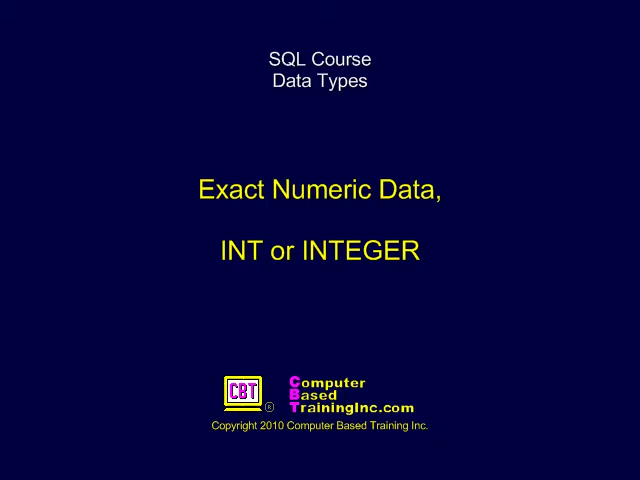 SQL Course
Data Types
Exact Numeric Data,
INT or INTEGER
CBT ®
Computer
Based
TrainingInc.com
Copyright 2010 Computer Based Training Inc.